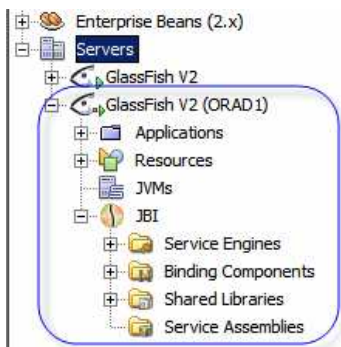 Enterprise Beans (2.x)
Servers
GlassFish V2
GlassFish V2 (ORAD1)
Applications
Resources
JVMs
JBI
Service Engines
Binding Components
Shared Libraries
Service Assemblies